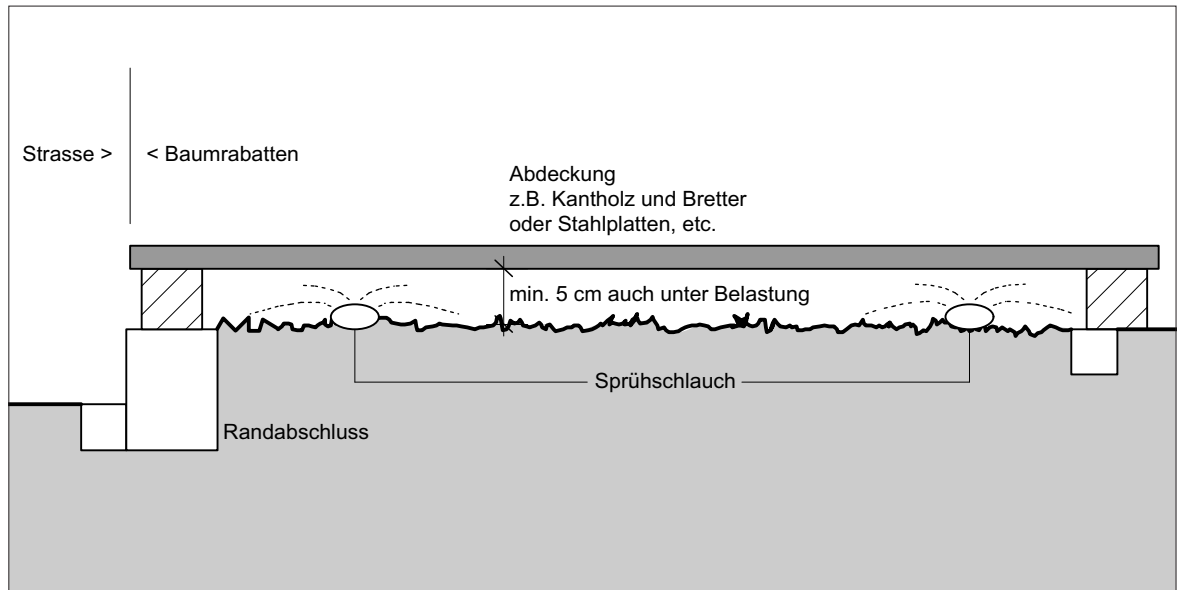 Strasse >
< Baumrabatten
Abdeckung
z.B. Kantholz und Bretter
oder Stahlplatten, etc.
min. 5 cm auch unter Belastung
Sprühschlauch
Randabschluss